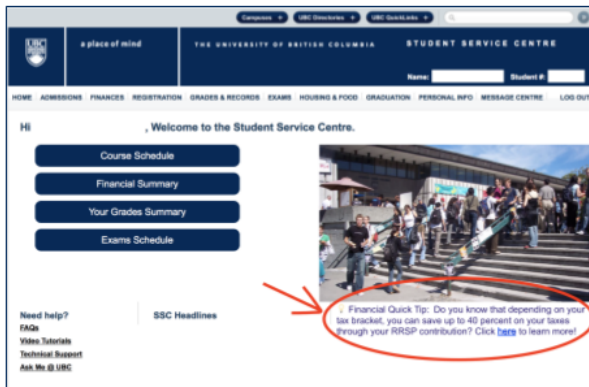 Campuses
UBC Directories
UBC QuickLinks
UBC
a place of mind
THE UNIVERSITY OF BRITISH COLUMBIA
STUDENT SERVICE CENTRE
Name:
Student #:
HOME ADMISSIONS FINANCES REGISTRATION GRADES & RECORDS EXAMS HOUSING & FOOD GRADUATION PERSONAL INFO MESSAGE CENTRE LOG OUT
Hi , Welcome to the Student Service Centre.
Course Schedule
Financial Summary
Your Grades Summary
Exams Schedule
Need help?
FAQs
Video Tutorials
Technical Support
Ask Me @ UBC
SSC Headlines
Financial Quick Tip: Do you know that depending on your
tax bracket, you can save up to 40 percent on your taxes
through your RRSP contribution? Click here to learn more!